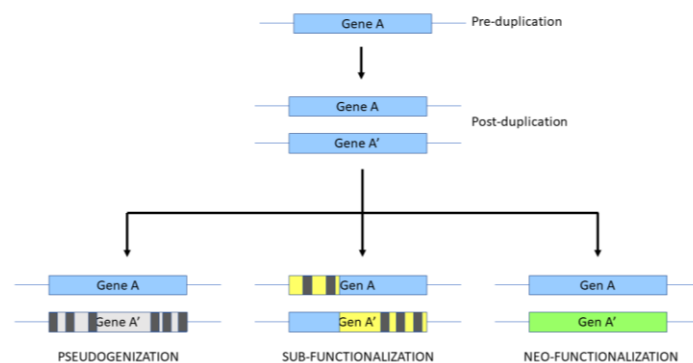 Gene A
Pre-duplication
Gene A
Post-duplication
Gene A'
Gene A
Gen A
Gen A
Gene A'
Gen A'
Gen A'
PSEUDOGENIZATION
SUB-FUNCTIONALIZATION
NEO-FUNCTIONALIZATION